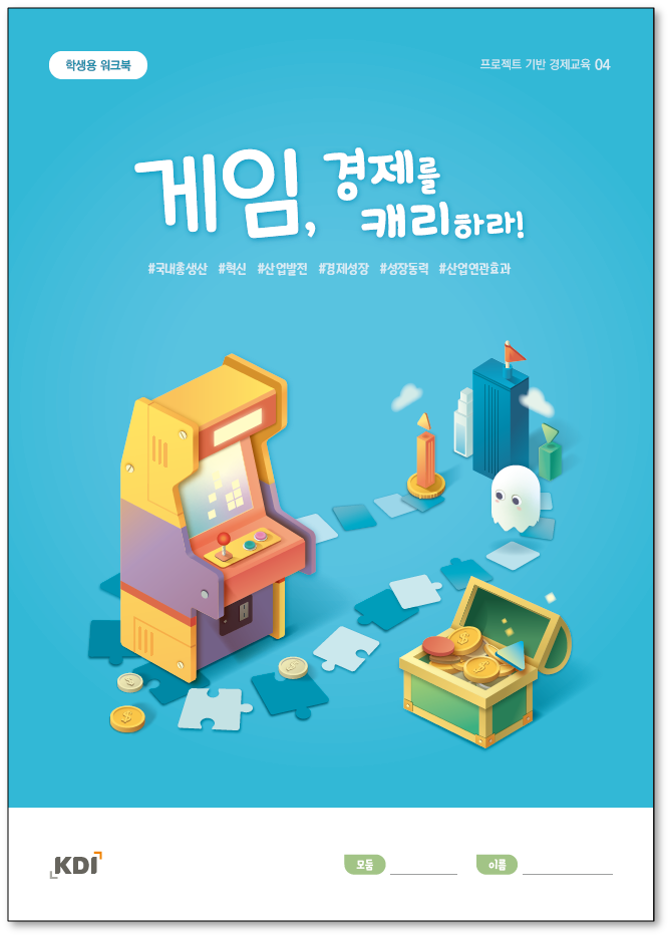 학생용 워크북
프로젝트 기반 경제교육 04
게임, 경제를
캐리하라!
#국내총생산 #혁신 #산업발전 #경제성장 #성장동력 #산업연관효과
KDI
모둠
이름